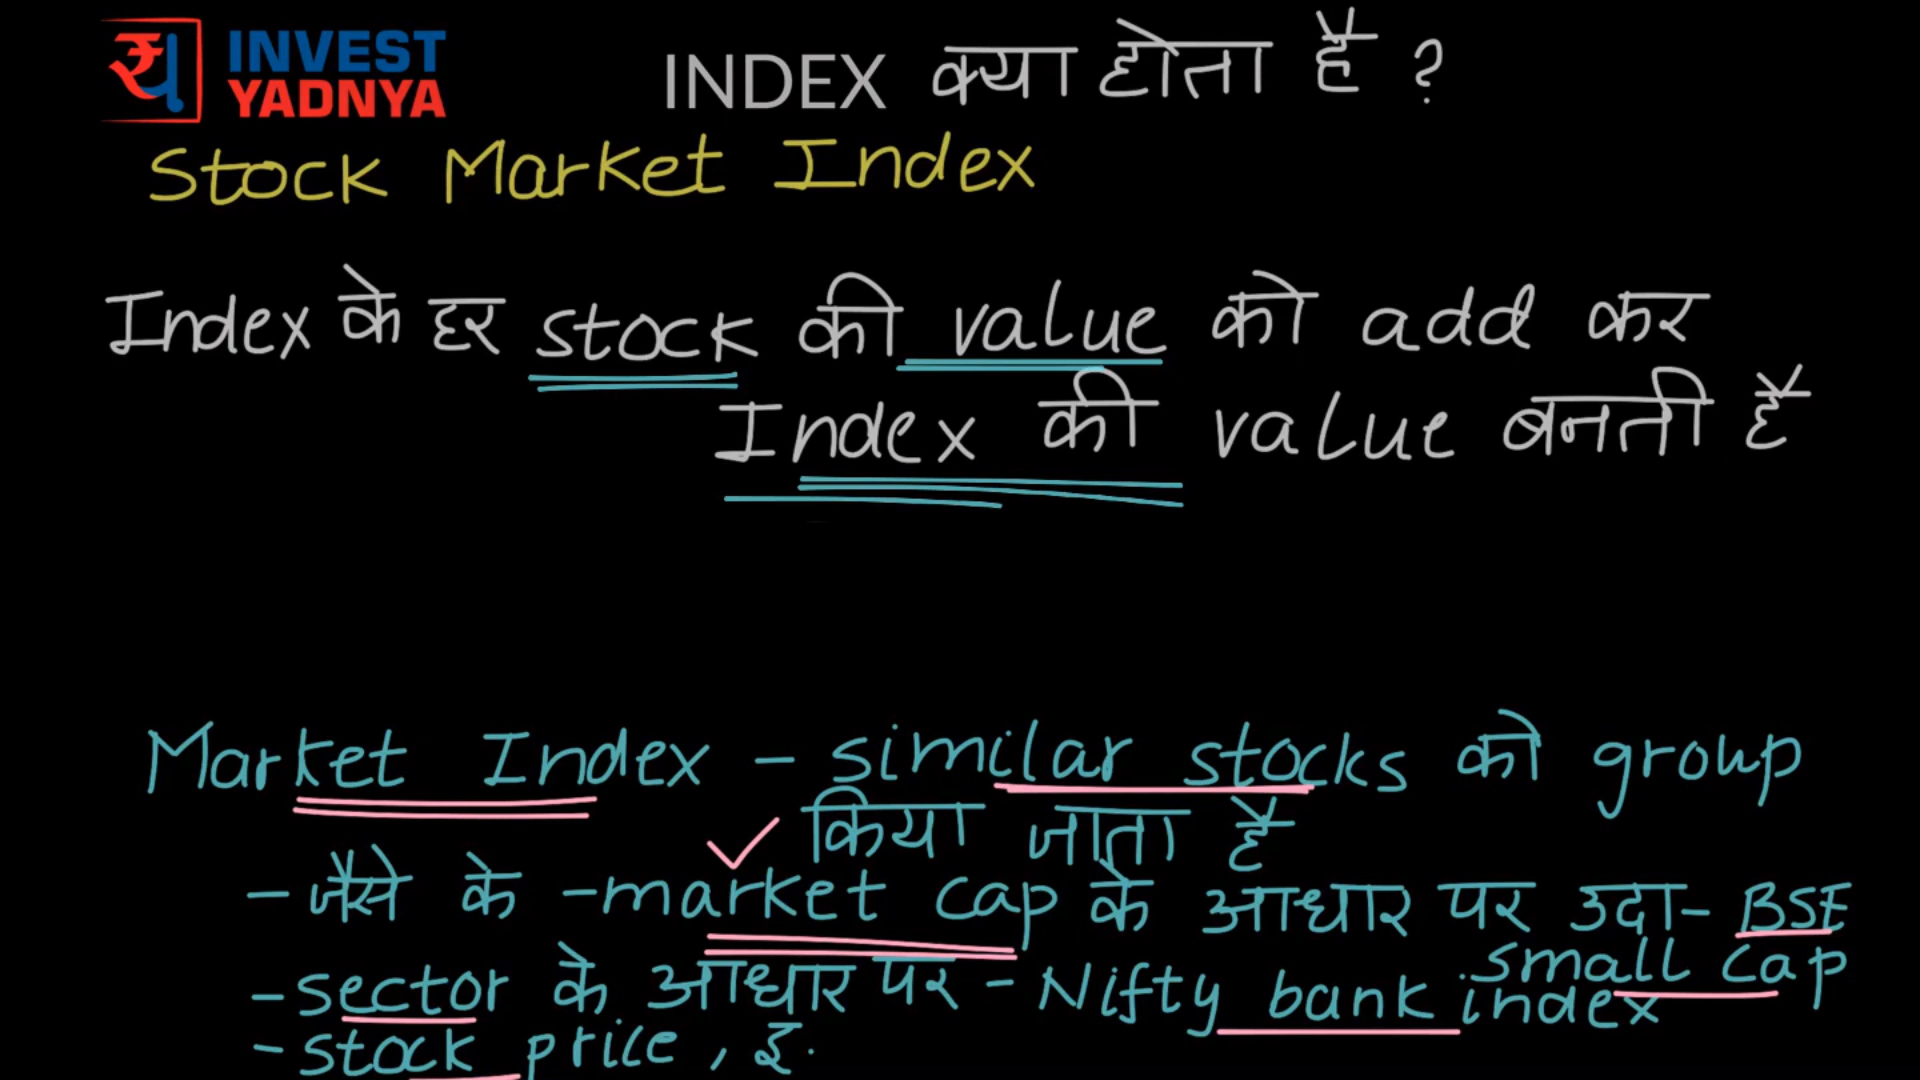 INVEST
YADNYA
INDEX क्या होता है ?
Stock Market Index
Index के हर stock की value को add कर
Index की value बनती है
Market Index - similar stocks को group
किया जाता है
- जैसे के - market cap के आधार पर उदा- BSE
small cap
- sector के आधार पर - Nifty bank index
- stock price , इ.